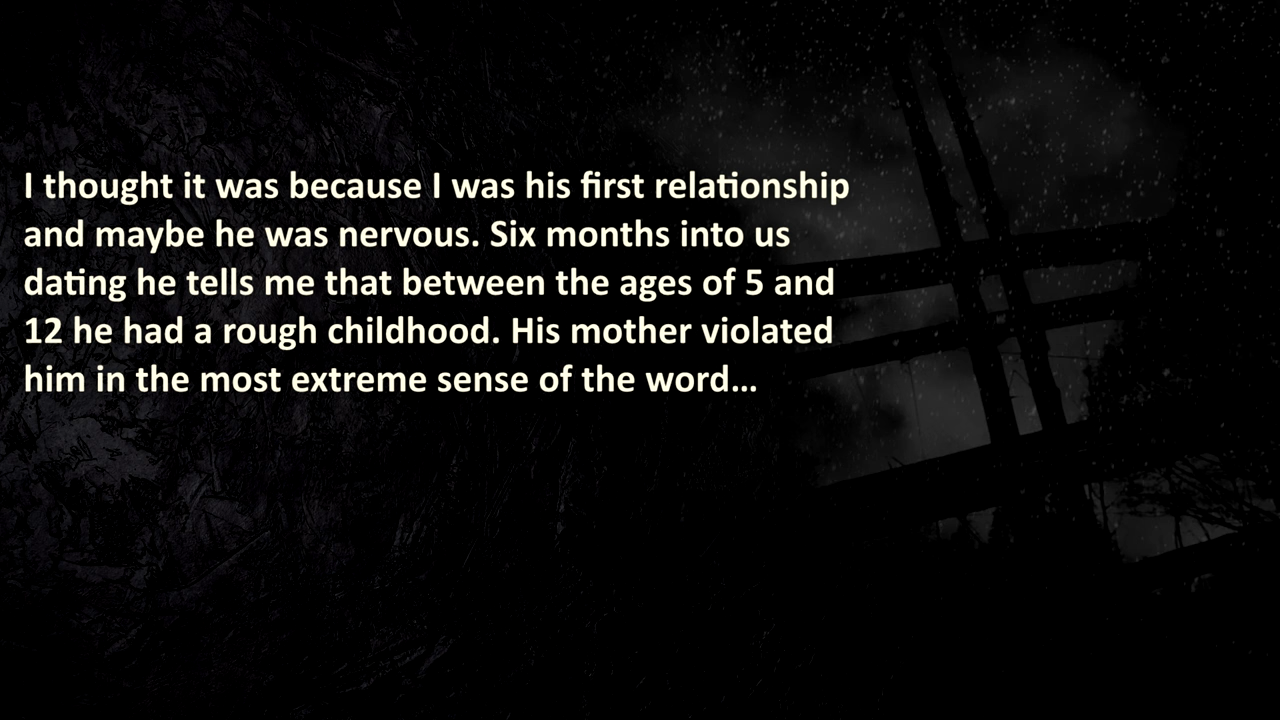 I thought it was because I was his first relationship
and maybe he was nervous. Six months into us
dating he tells me that between the ages of 5 and
12 he had a rough childhood. His mother violated
him in the most extreme sense of the word…